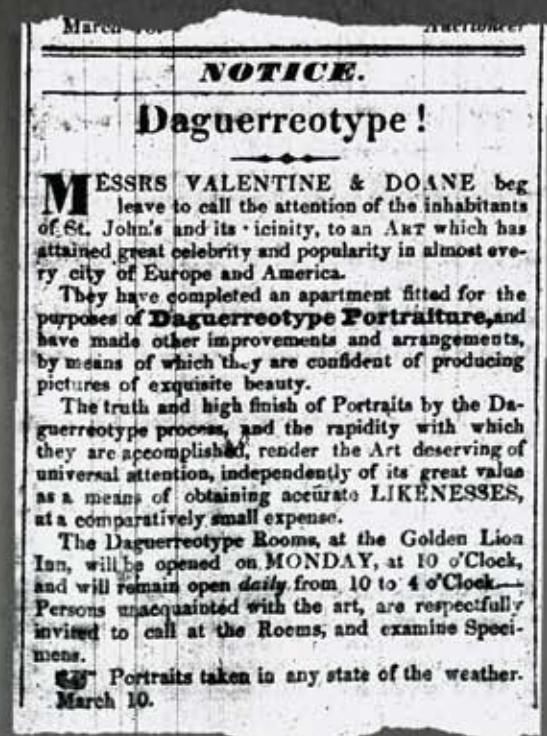 March 
Auctioneer
NOTICE.
Daguerreotype!
MESSRS VALENTINE & DOANE beg
leave to call the attention of the inhabitants
of St. John's and its icinity, to an ART which has
attained great celebrity and popularity in almost eve-
ry city of Europe and America.
They have completed an apartment fitted for the
purposes of Daguerreotype Portraiture, and
have made other improvements and arrangements,
by means of which they are confident of producing
pictures of exquisite beauty.
The truth and high finish of Portraits by the Da-
guerreotype process, and the rapidity with which
they are accomplished, render the Art deserving of
universal attention, independently of its great value
as a means of obtaining accurate LIKENESSES,
at a comparatively small expense.
The Daguerreotype Rooms, at the Golden Lion
Inn, will be opened on MONDAY, at 10 o'Clock,
and will remain open daily from 10 to 4 o'Clock.—
Persons unacquainted with the art, are respectfully
invited to call at the Rooms, and examine Speci-
mens.
☞ Portraits taken in any state of the weather.
March 10.